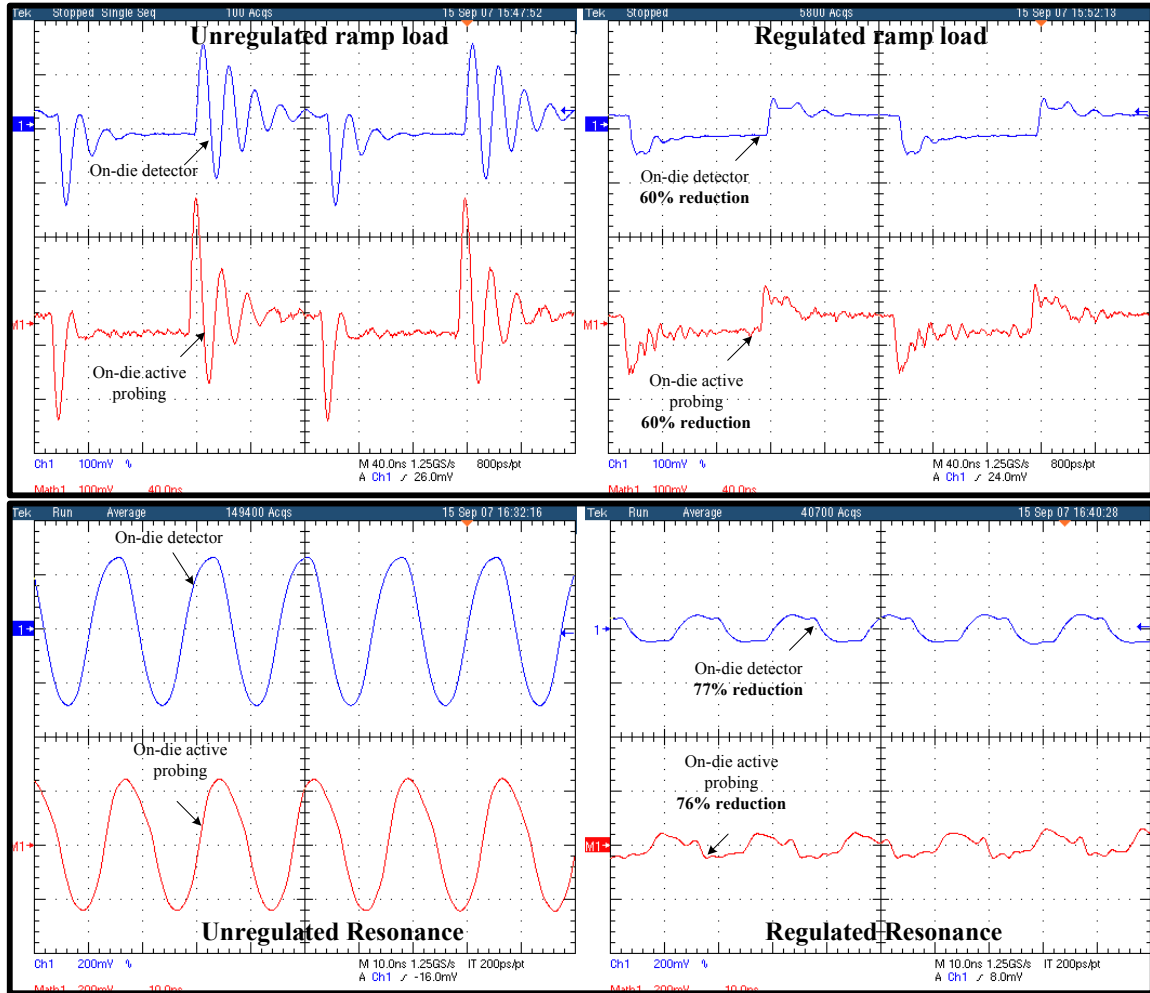 Tek Stopped Single Seq 100 Acqs 15 Sep 07 15:47:52
Unregulated ramp load
1
On-die detector
M1
On-die active
probing
Ch1 100mV
M 40.0ns 1.25GS/s 800ps/pt
A Ch1 26.0mV
Math1 100mV 40.0ns
Tek Stopped 5800 Acqs 15 Sep 07 15:52:13
Regulated ramp load
1
On-die detector
60% reduction
M1
On-die active
probing
60% reduction
Ch1 100mV
M 40.0ns 1.25GS/s 800ps/pt
A Ch1 24.0mV
Math1 100mV 40.0ns
Tek Run Average 149400 Acqs 15 Sep 07 16:32:16
On-die detector
1
On-die active
probing
M1
Unregulated Resonance
Ch1 200mV
M 10.0ns 1.25GS/s IT 200ps/pt
A Ch1 -16.0mV
Math1 200mV 10.0ns
Tek Run Average 40700 Acqs 15 Sep 07 16:40:28
1
On-die detector
77% reduction
On-die active
probing
76% reduction
M1
Regulated Resonance
Ch1 200mV
M 10.0ns 1.25GS/s IT 200ps/pt
A Ch1 8.0mV
Math1 200mV 10.0ns